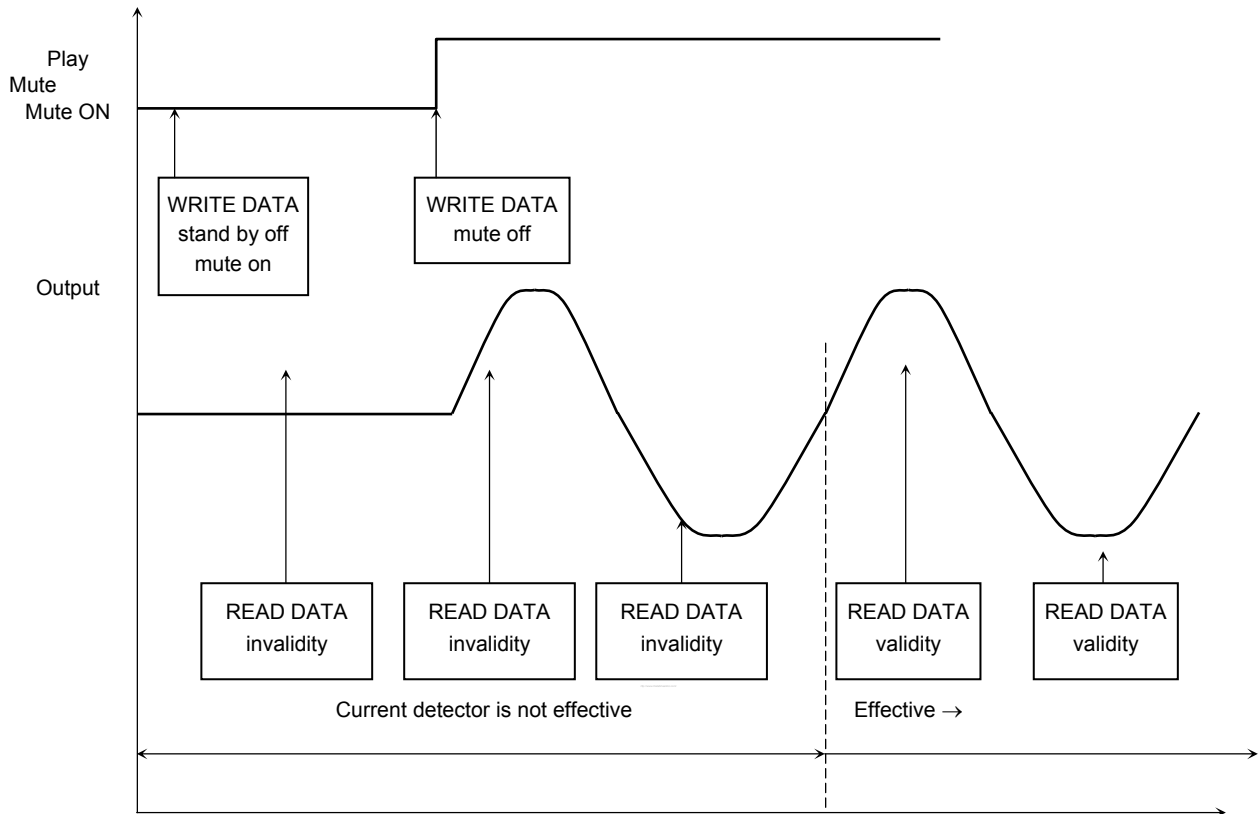 Play
Mute
Mute ON
WRITE DATA
stand by off
mute on
WRITE DATA
mute off
Output
READ DATA
invalidity
READ DATA
invalidity
READ DATA
invalidity
READ DATA
validity
READ DATA
validity
Current detector is not effective
Effective →